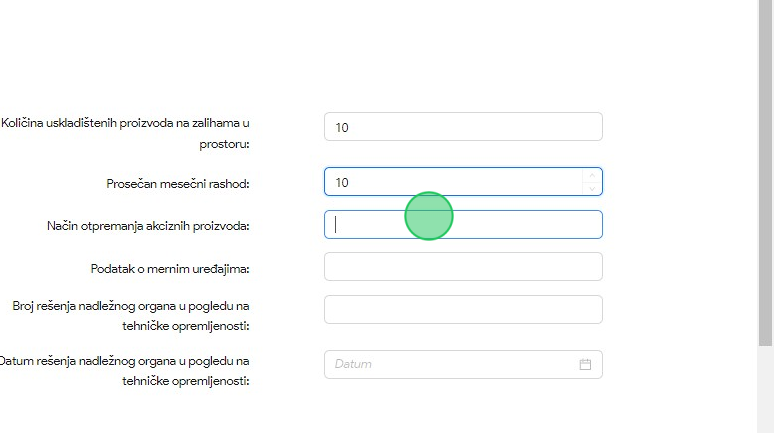 Količina uskladištenih proizvoda na zalihama u
prostoru:
10
Prosečan mesečni rashod:
10
Način otpremanja akciznih proizvoda:
Podatak o mernim uređajima:
Broj rešenja nadležnog organa u pogledu na
tehničke opremljenosti:
Datum rešenja nadležnog organa u pogledu na
tehničke opremljenosti:
Datum